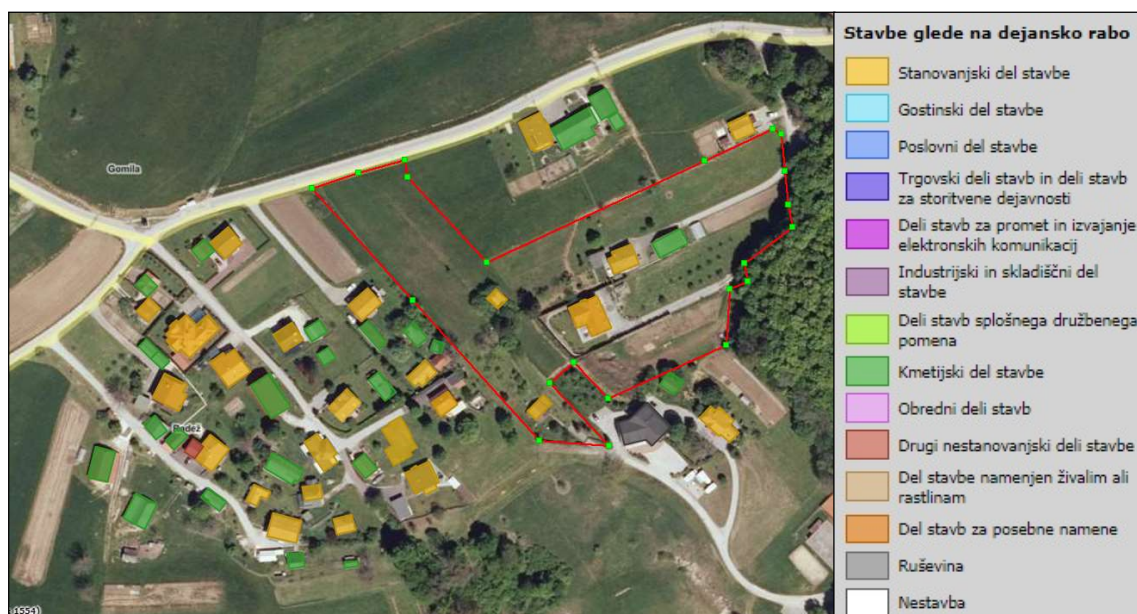 Stavbe glede na dejansko rabo
Stanovanjski del stavbe
Gostinski del stavbe
Poslovni del stavbe
Trgovski deli stavb in deli stavb
za storitvene dejavnosti
Deli stavb za promet in izvajanje
elektronskih komunikacij
Industrijski in skladiščni del
stavbe
Deli stavb splošnega družbenega
pomena
Kmetijski del stavbe
Obredni deli stavb
Drugi nestanovanjski deli stavbe
Del stavbe namenjen živalim ali
rastlinam
Del stavb za posebne namene
Ruševina
Nestavba
Gomila
1554)